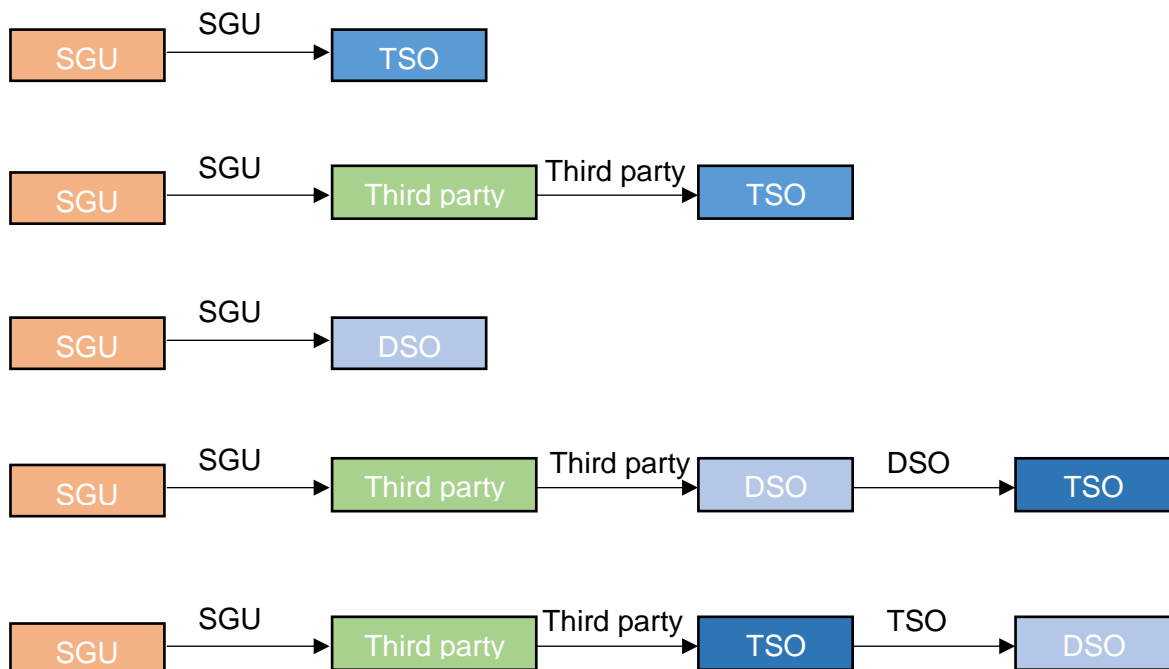 SGU
SGU TSO
SGU Third party
SGU Third party TSO
SGU
SGU DSO
SGU Third party DSO
SGU Third party DSO TSO
SGU Third party TSO
SGU Third party TSO DSO